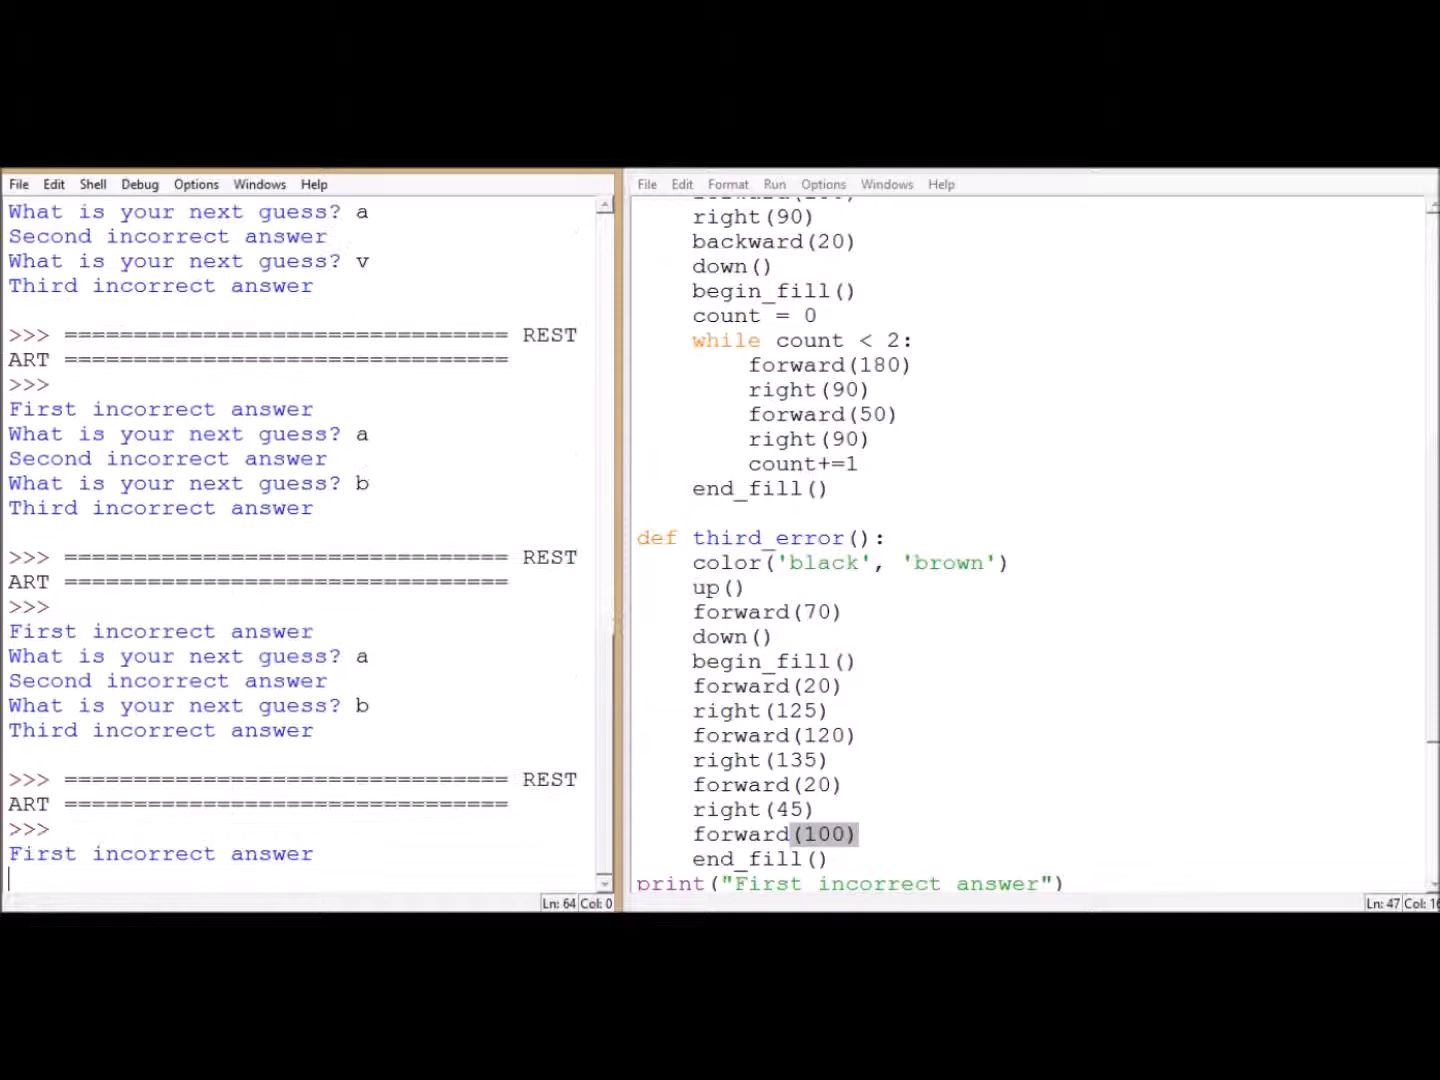 File Edit Shell Debug Options Windows Help
What is your next guess? a
Second incorrect answer
What is your next guess? v
Third incorrect answer
>>> ================================ REST
ART ================================
>>>
First incorrect answer
What is your next guess? a
Second incorrect answer
What is your next guess? b
Third incorrect answer
>>> ================================ REST
ART ================================
>>>
First incorrect answer
What is your next guess? a
Second incorrect answer
What is your next guess? b
Third incorrect answer
>>> ================================ REST
ART ================================
>>>
First incorrect answer
Ln: 64 Col: 0
File Edit Format Run Options Windows Help
right(90)
backward(20)
down()
begin_fill()
count = 0
while count < 2:
forward(180)
right(90)
forward(50)
right(90)
count+=1
end_fill()
def third_error():
color('black', 'brown')
up()
forward(70)
down()
begin_fill()
forward(20)
right(125)
forward(120)
right(135)
forward(20)
right(45)
forward(100)
end_fill()
print("First incorrect answer")
Ln: 47 Col: 16